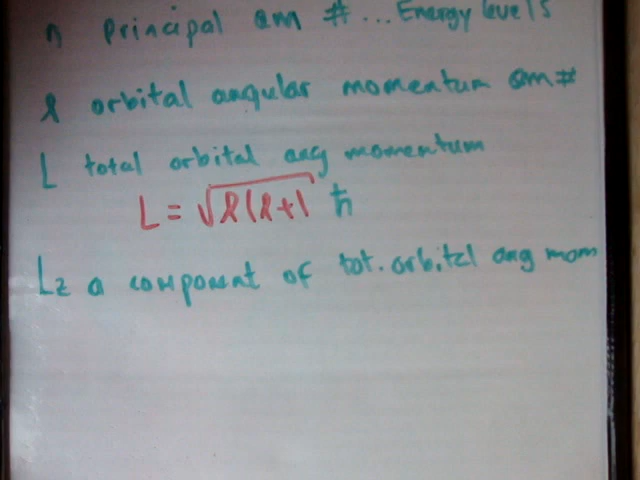 n principal QM # ... Energy levels
l orbital angular momentum QM #
L total orbital ang momentum
L = √l(l+1 ħ
Lz a component of tot. orbital ang mom